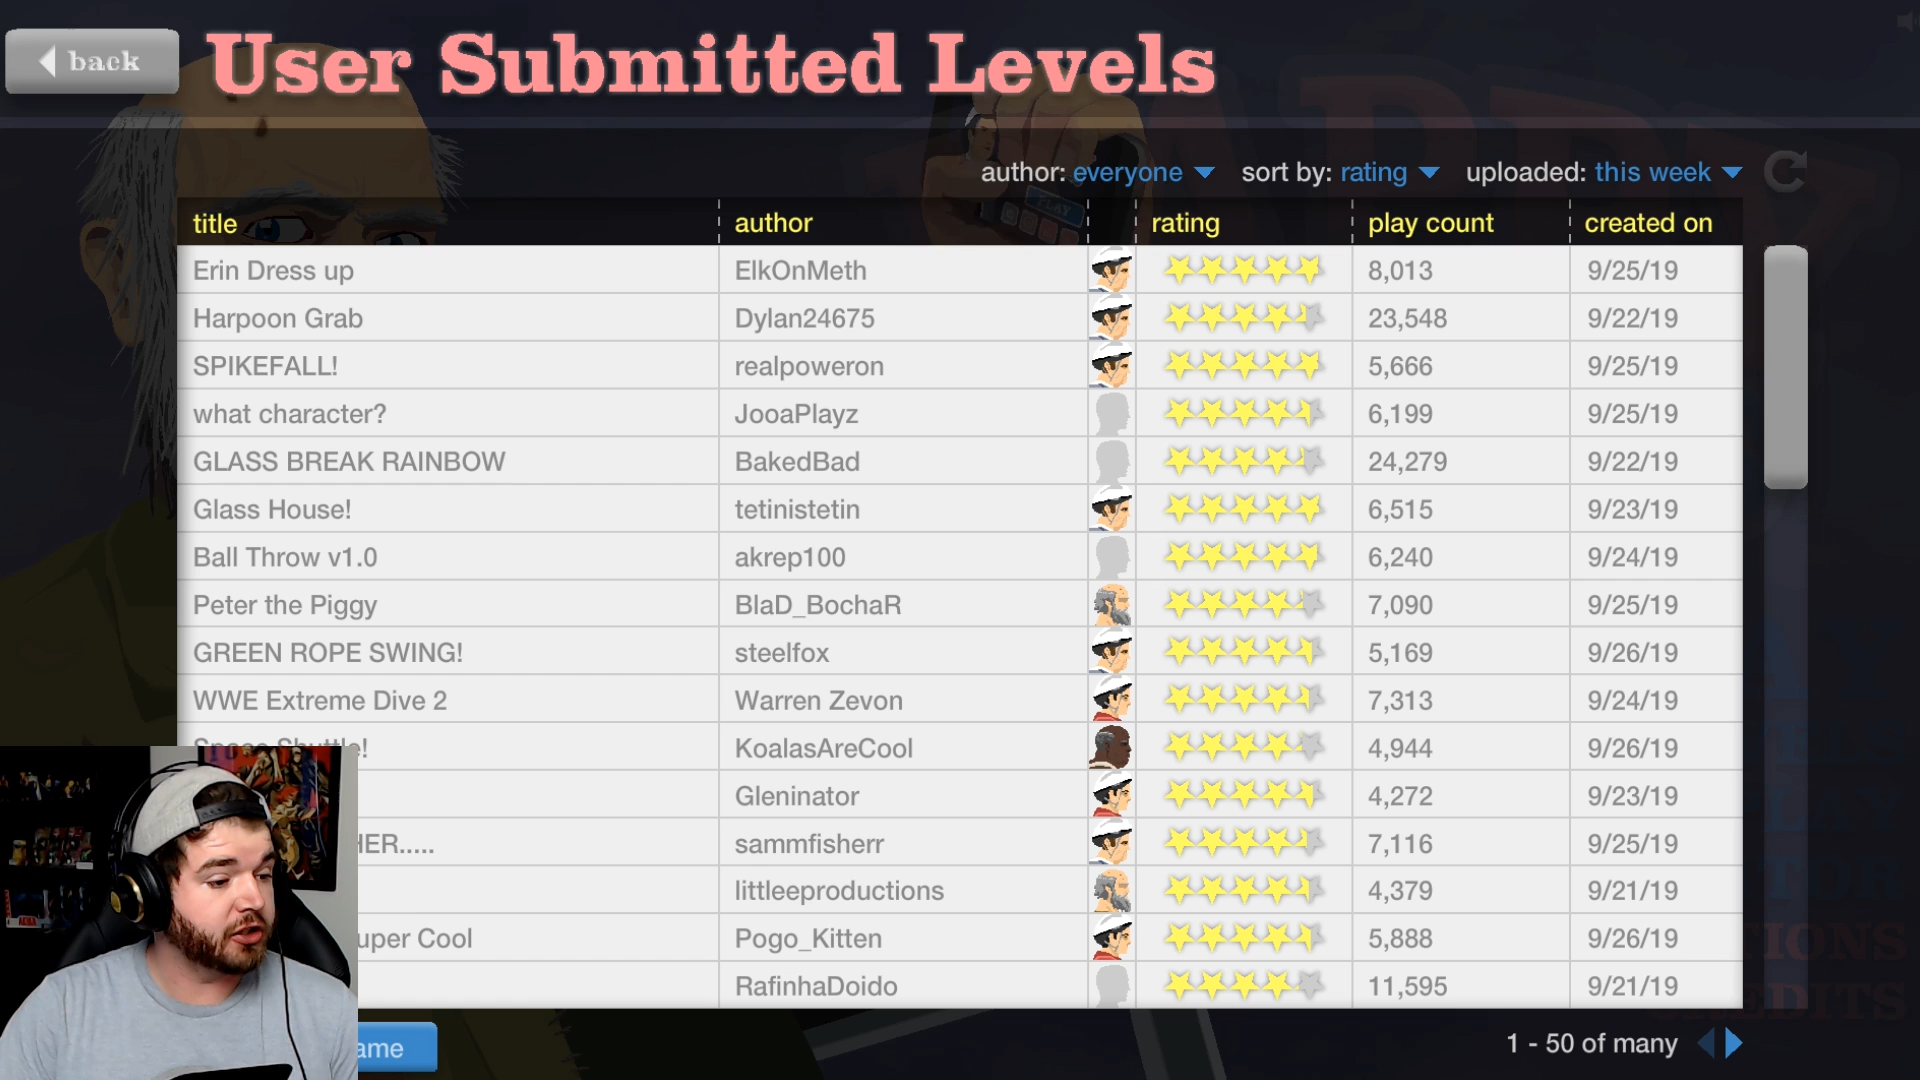 back
User Submitted Levels
author: everyone sort by: rating uploaded: this week
PLAY
title author rating play count created on
Erin Dress up ElkOnMeth 8,013 9/25/19
Harpoon Grab Dylan24675 23,548 9/22/19
SPIKEFALL! realpoweron 5,666 9/25/19
what character? JooaPlayz 6,199 9/25/19
GLASS BREAK RAINBOW BakedBad 24,279 9/22/19
Glass House! tetinistetin 6,515 9/23/19
Ball Throw v1.0 akrep100 6,240 9/24/19
Peter the Piggy BlaD_BochaR 7,090 9/25/19
GREEN ROPE SWING! steelfox 5,169 9/26/19
WWE Extreme Dive 2 Warren Zevon 7,313 9/24/19
Space Shuttle! KoalasAreCool 4,944 9/26/19
Gleninator 4,272 9/23/19
HER..... sammfisherr 7,116 9/25/19
littleeproductions 4,379 9/21/19
uper Cool Pogo_Kitten 5,888 9/26/19
RafinhaDoido 11,595 9/21/19
ame
1 - 50 of many